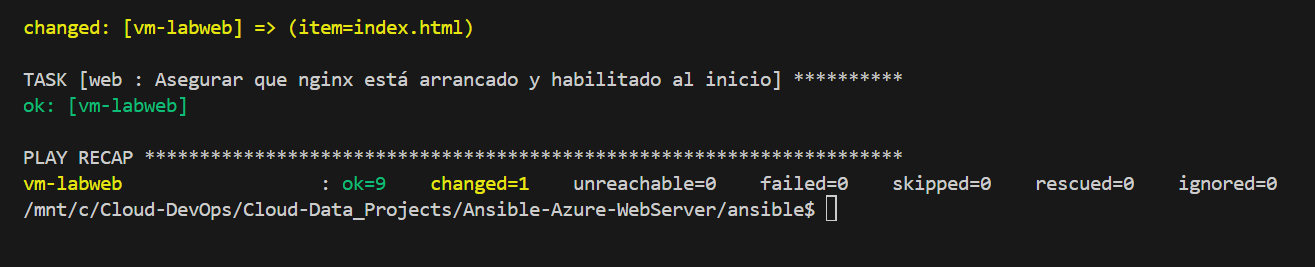 changed: [vm-labweb] => (item=index.html)
TASK [web : Asegurar que nginx está arrancado y habilitado al inicio] **********
ok: [vm-labweb]
PLAY RECAP *********************************************************************
vm-labweb                  : ok=9    changed=1    unreachable=0    failed=0    skipped=0    rescued=0    ignored=0
/mnt/c/Cloud-DevOps/Cloud-Data_Projects/Ansible-Azure-WebServer/ansible$